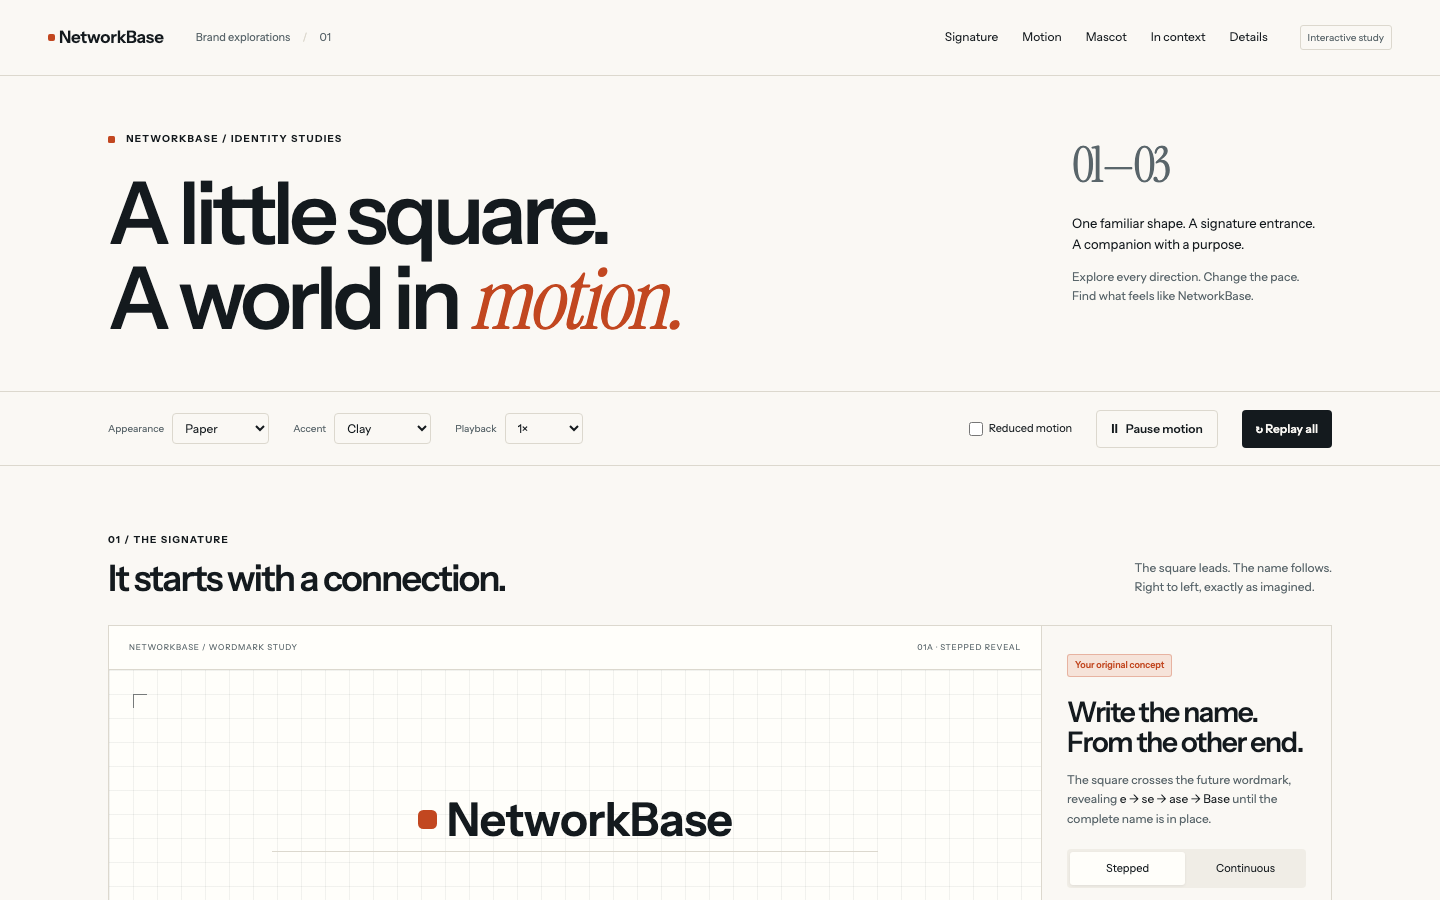 NetworkBase
Brand explorations / 01
Signature
Motion
Mascot
In context
Details
Interactive study
NETWORKBASE / IDENTITY STUDIES
A little square.
A world in motion.
01—03
One familiar shape. A signature entrance.
A companion with a purpose.
Explore every direction. Change the pace.
Find what feels like NetworkBase.
Appearance
Paper
Accent
Clay
Playback
1×
Reduced motion
Pause motion
↻ Replay all
01 / THE SIGNATURE
It starts with a connection.
The square leads. The name follows.
Right to left, exactly as imagined.
NETWORKBASE / WORDMARK STUDY
01A · STEPPED REVEAL
NetworkBase
Your original concept
Write the name.
From the other end.
The square crosses the future wordmark,
revealing e → se → ase → Base until the
complete name is in place.
Stepped
Continuous